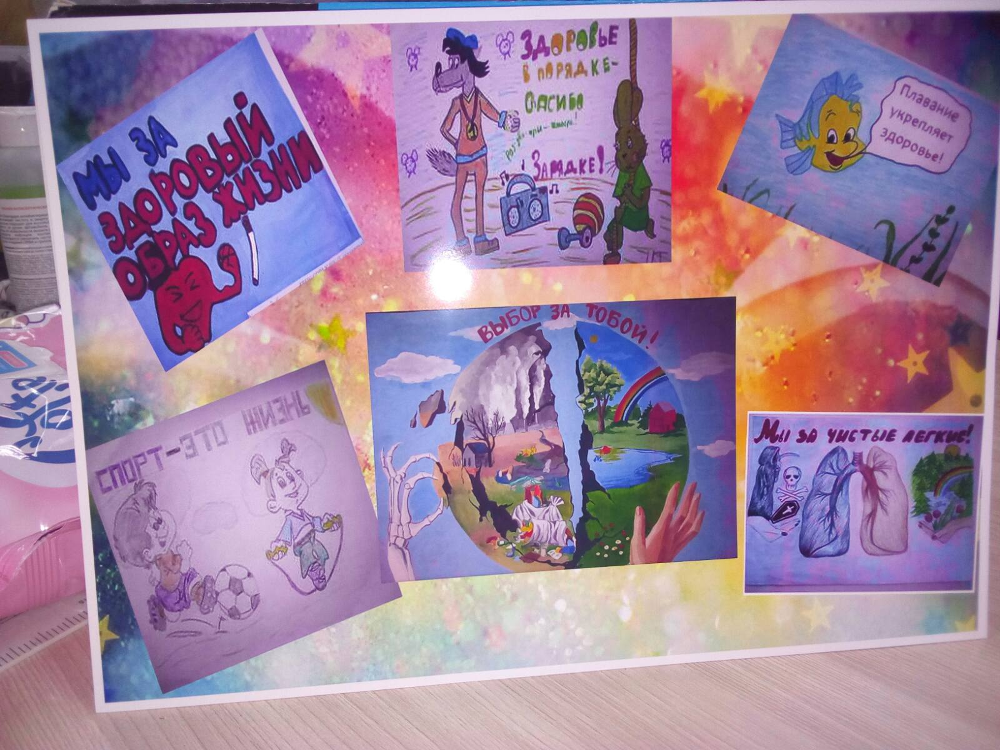 МЫ ЗА
ЗДОРОВЫЙ
ОБРАЗ ЖИЗНИ
ЗДОРОВЬЕ
В ПОРЯДКЕ-
СПАСИБО
ЗАРЯДКЕ!
Плавание
укрепляет
здоровье!
СПОРТ-ЭТО ЖИЗНЬ
ВЫБОР ЗА ТОБОЙ!
Мы за чистые легкие!